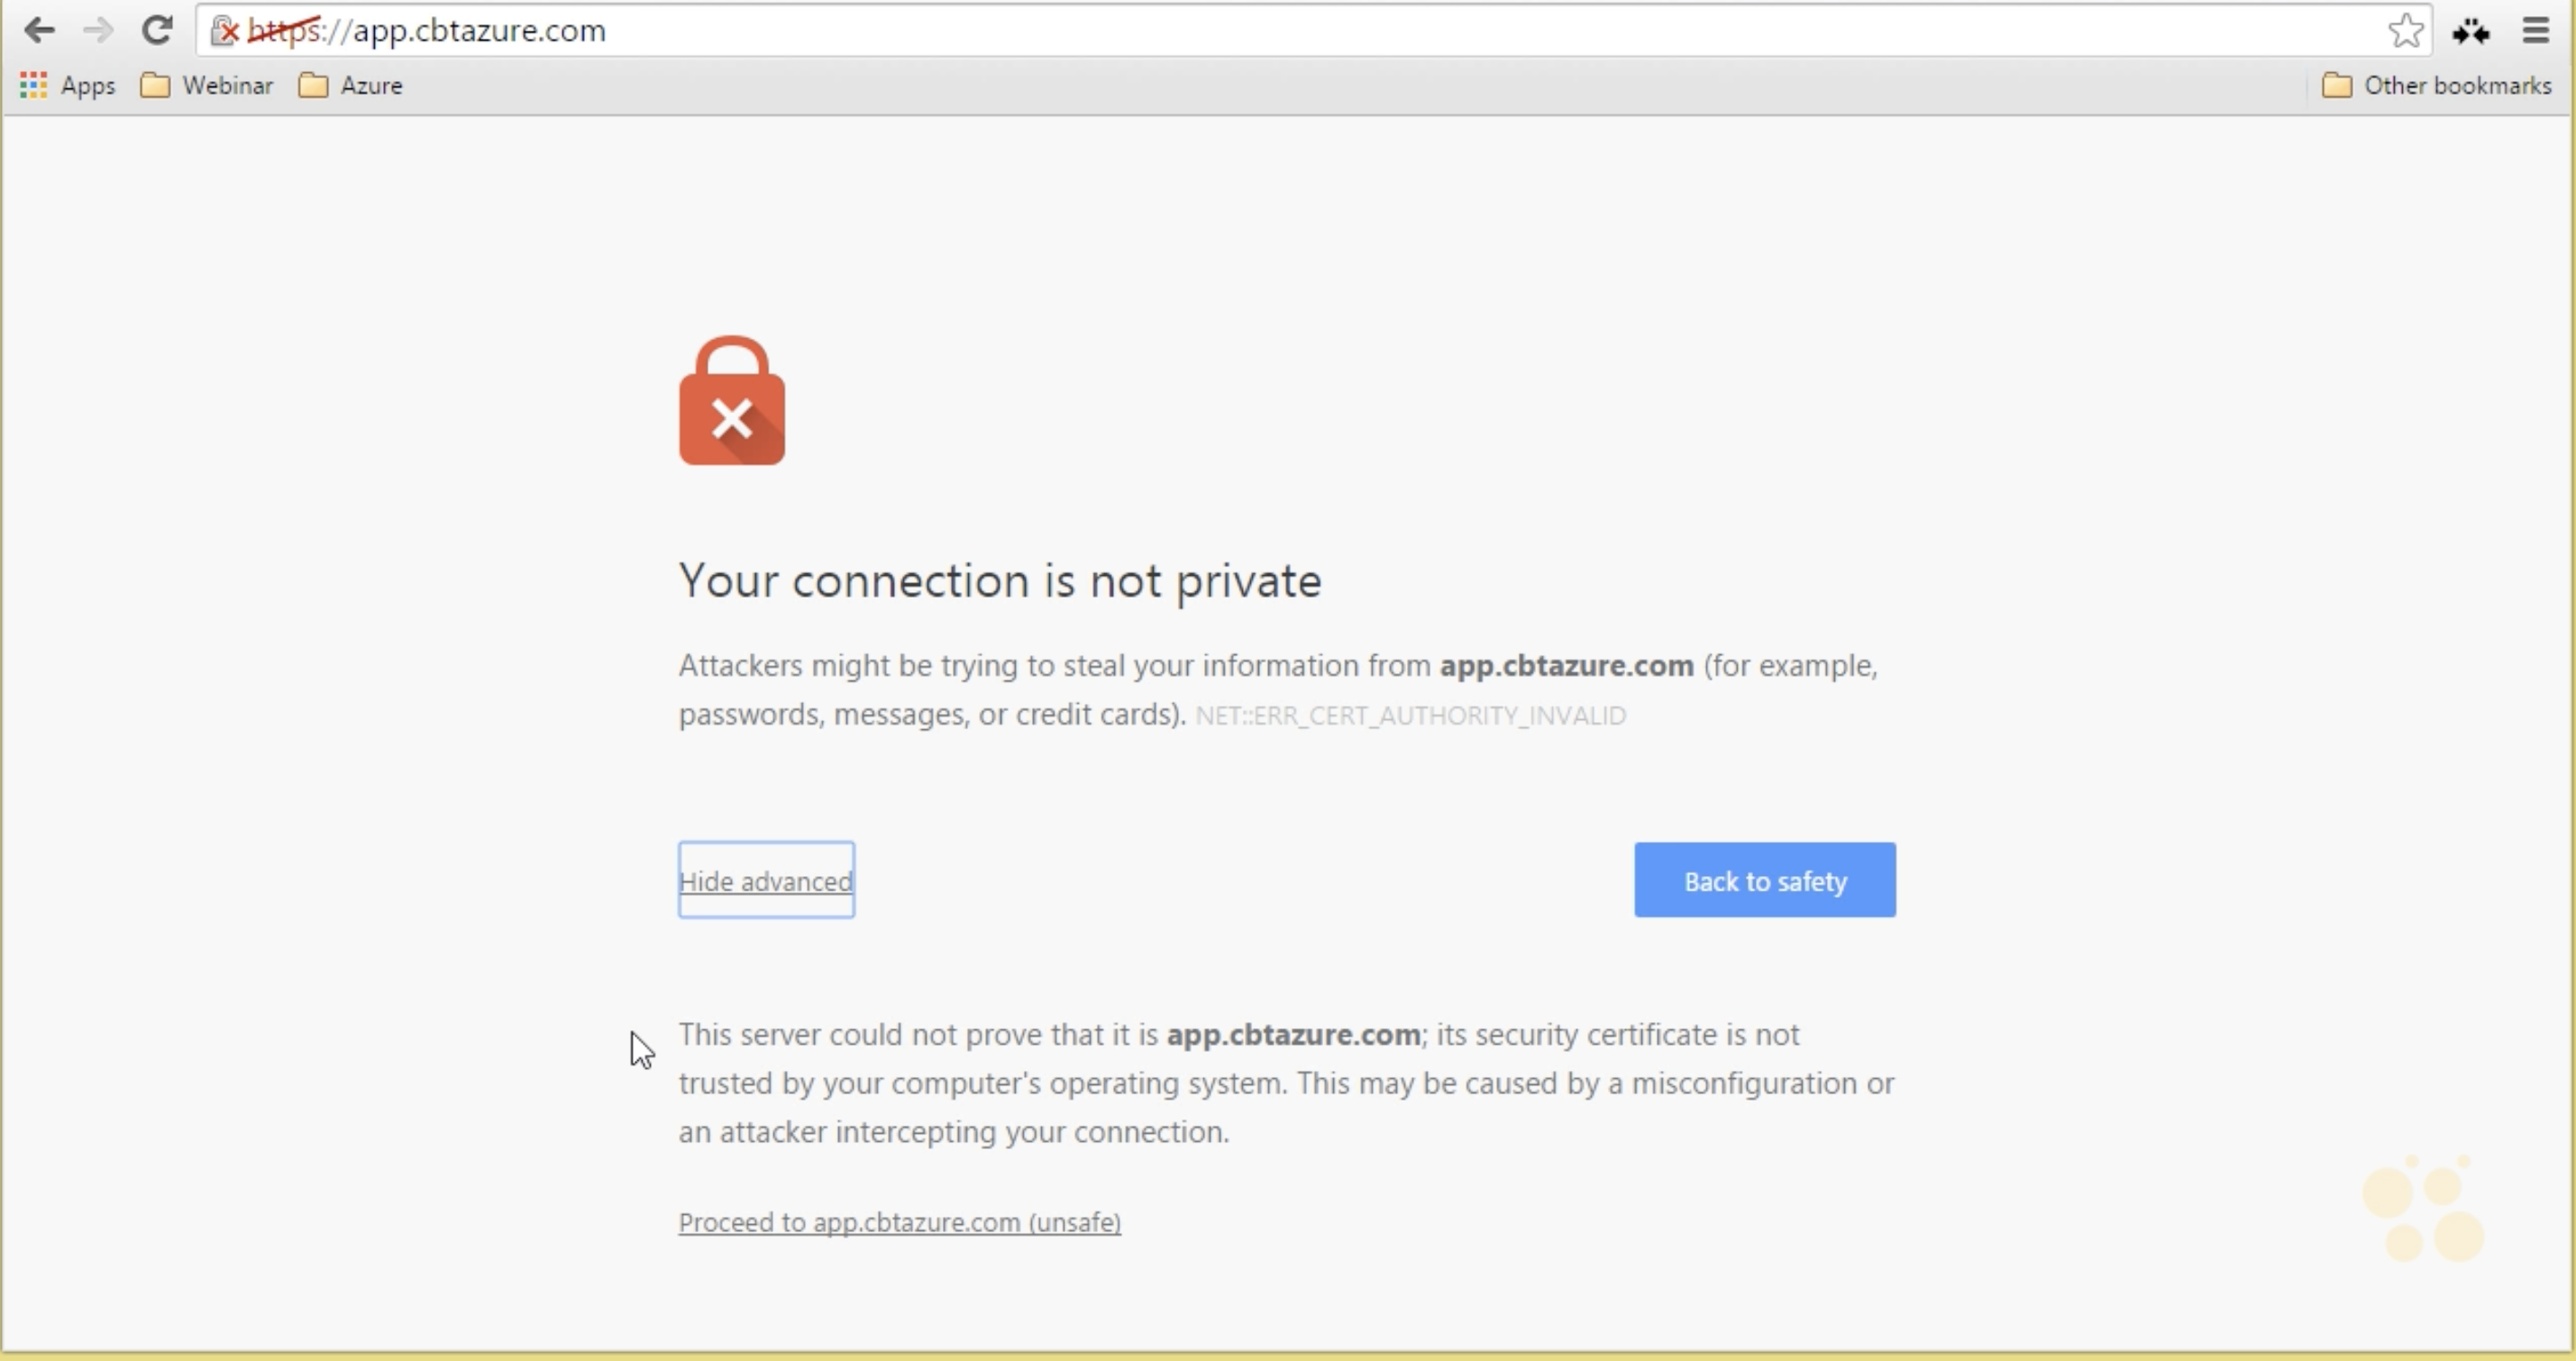 https://app.cbtazure.com
Apps Webinar Azure Other bookmarks
Your connection is not private
Attackers might be trying to steal your information from app.cbtazure.com (for example,
passwords, messages, or credit cards). NET::ERR_CERT_AUTHORITY_INVALID
Hide advanced Back to safety
This server could not prove that it is app.cbtazure.com; its security certificate is not
trusted by your computer's operating system. This may be caused by a misconfiguration or
an attacker intercepting your connection.
Proceed to app.cbtazure.com (unsafe)